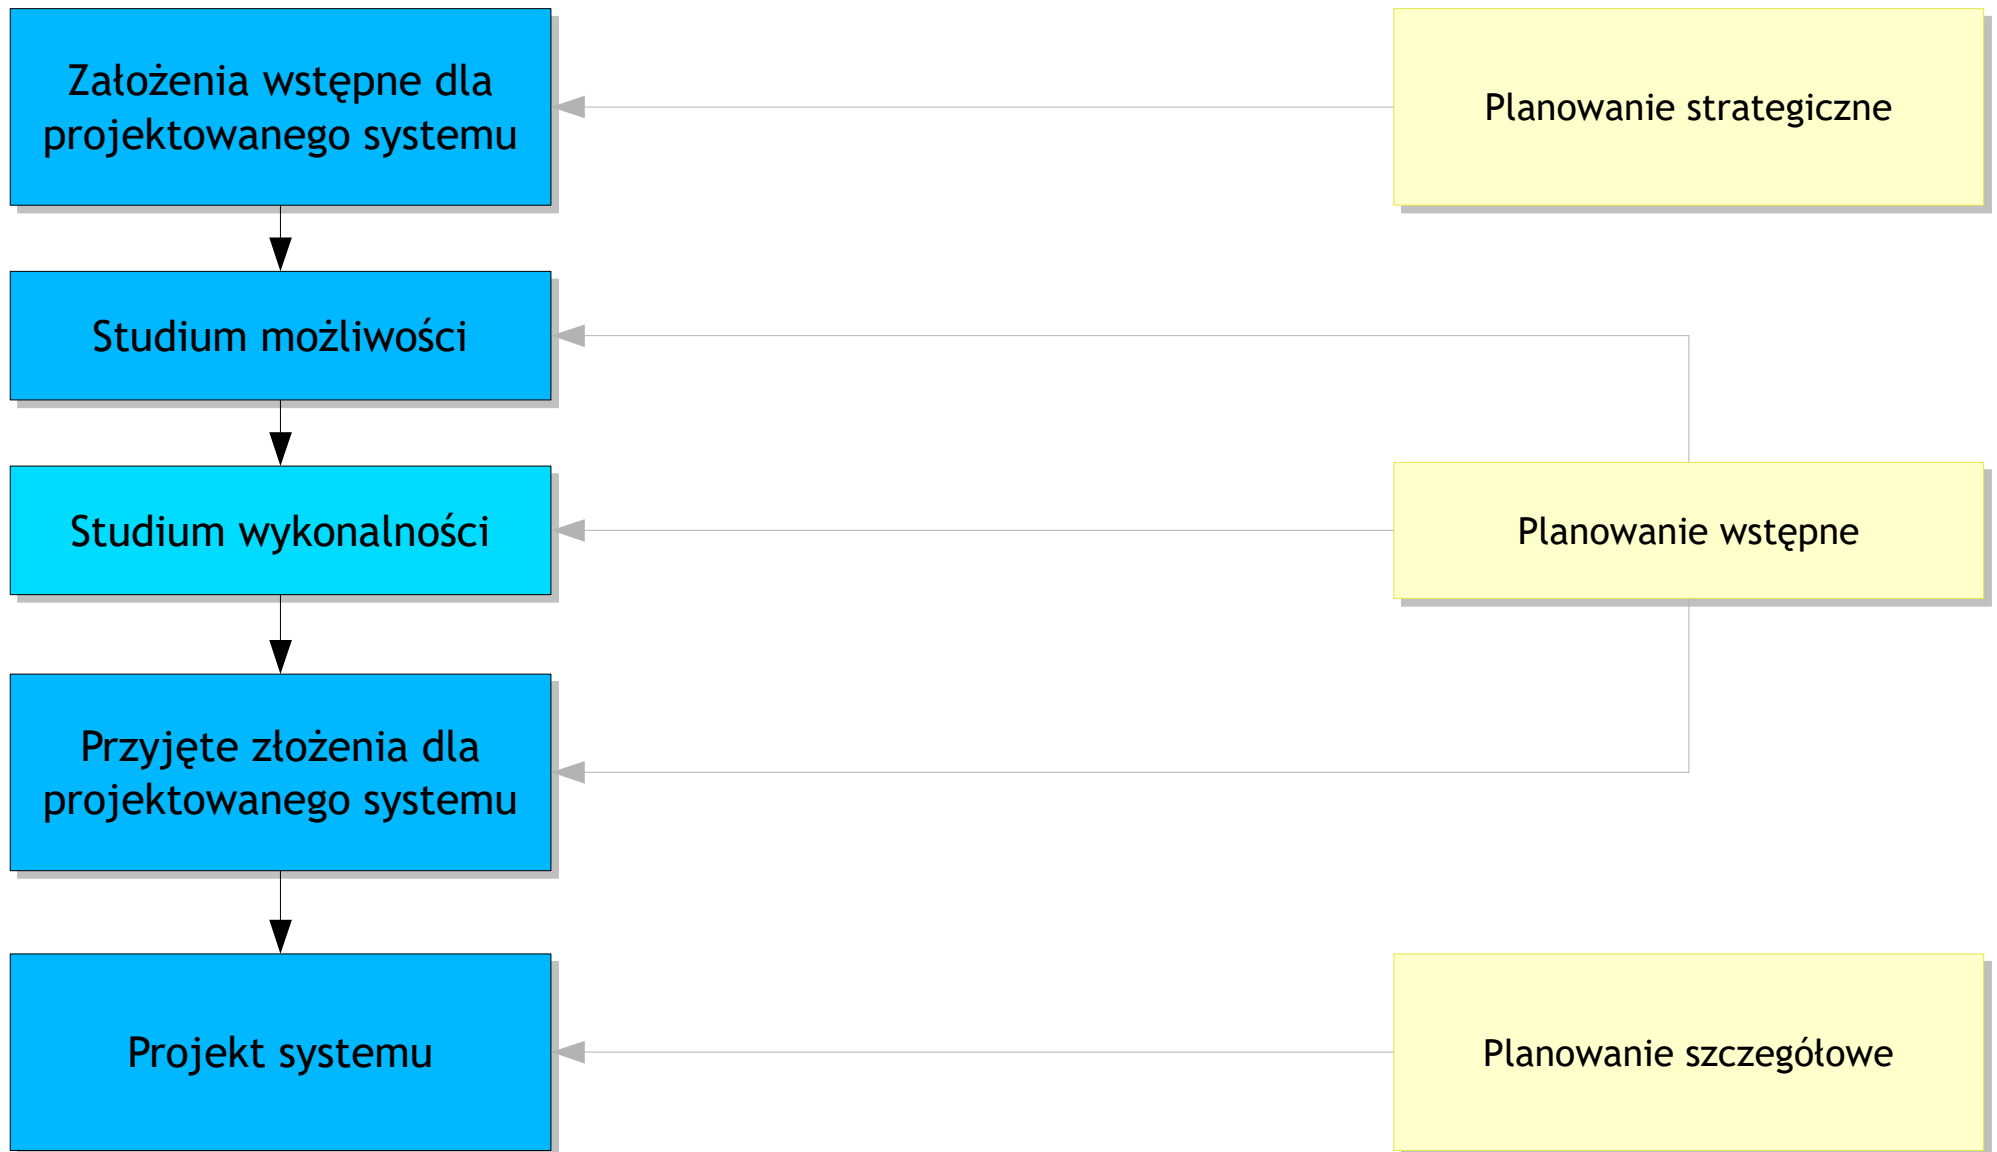 Założenia wstępne dla
projektowanego systemu
Planowanie strategiczne
Studium możliwości
Studium wykonalności
Planowanie wstępne
Przyjęte złożenia dla
projektowanego systemu
Projekt systemu
Planowanie szczegółowe